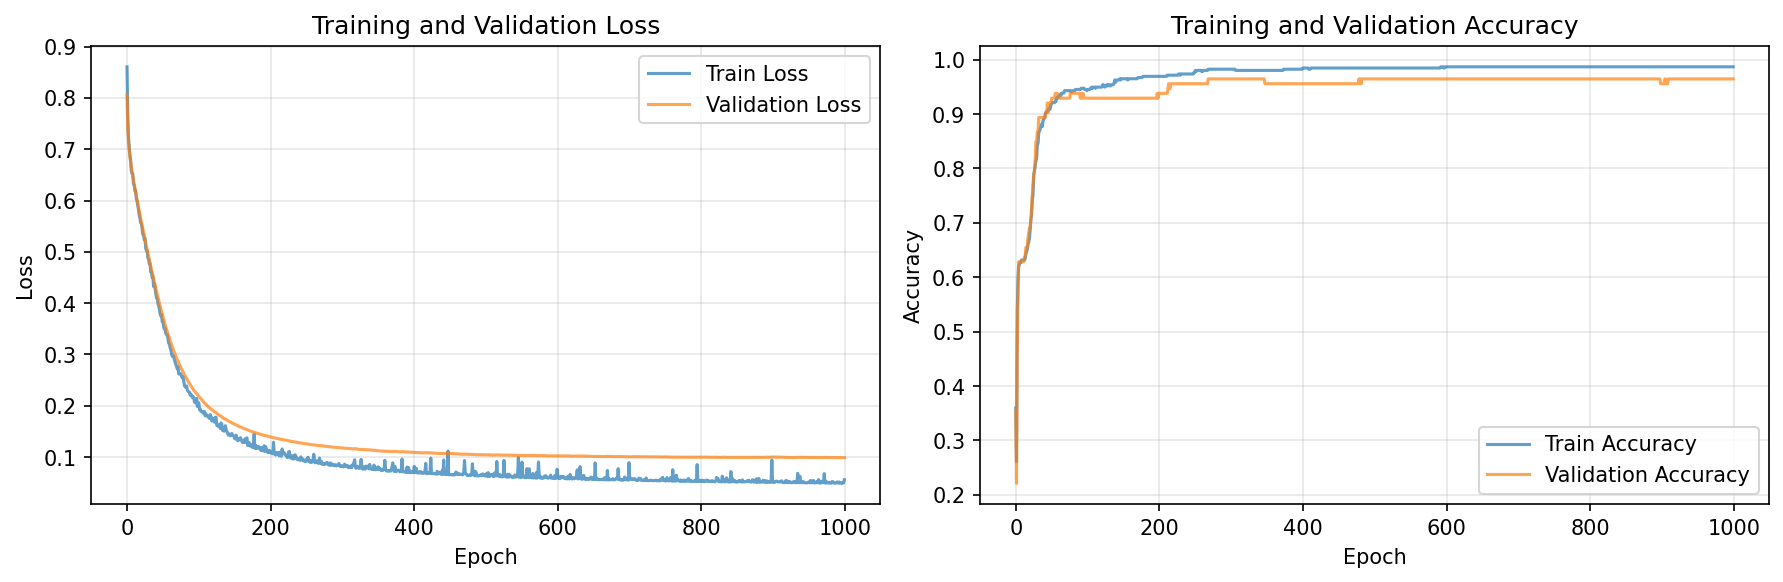 Training and Validation Loss
0.9
0.8
0.7
0.6
0.5
0.4
0.3
0.2
0.1
Loss
Train Loss
Validation Loss
0 200 400 600 800 1000
Epoch
Training and Validation Accuracy
1.0
0.9
0.8
0.7
0.6
0.5
0.4
0.3
0.2
Accuracy
Train Accuracy
Validation Accuracy
0 200 400 600 800 1000
Epoch